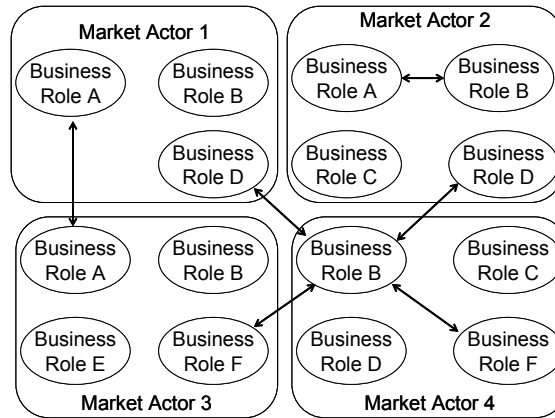 Market Actor 1
Business
Role A
Business
Role B
Business
Role D
Market Actor 2
Business
Role A
Business
Role B
Business
Role C
Business
Role D
Business
Role A
Business
Role B
Business
Role E
Business
Role F
Market Actor 3
Business
Role B
Business
Role C
Business
Role D
Business
Role F
Market Actor 4